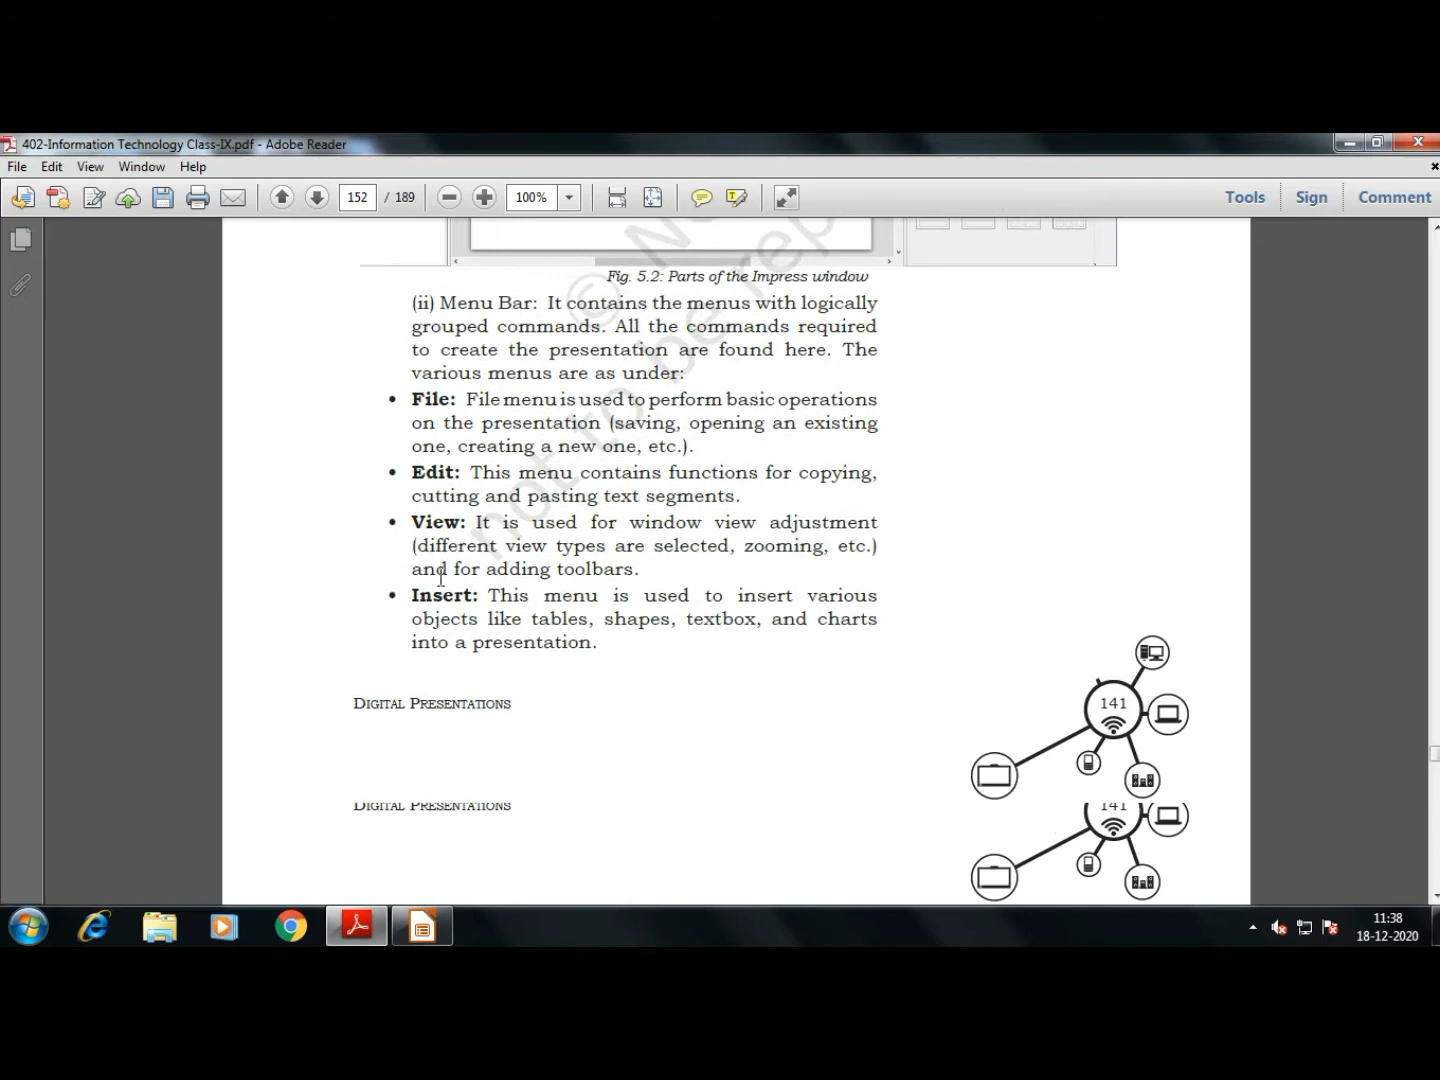 402-Information Technology Class-IX.pdf - Adobe Reader
File Edit View Window Help
152 / 189 100% Tools Sign Comment
Fig. 5.2: Parts of the Impress window
(ii) Menu Bar: It contains the menus with logically
grouped commands. All the commands required
to create the presentation are found here. The
various menus are as under:
• File: File menu is used to perform basic operations
on the presentation (saving, opening an existing
one, creating a new one, etc.).
• Edit: This menu contains functions for copying,
cutting and pasting text segments.
• View: It is used for window view adjustment
(different view types are selected, zooming, etc.)
and for adding toolbars.
• Insert: This menu is used to insert various
objects like tables, shapes, textbox, and charts
into a presentation.
DIGITAL PRESENTATIONS
141
DIGITAL PRESENTATIONS
141
not to be rep
11:38
18-12-2020